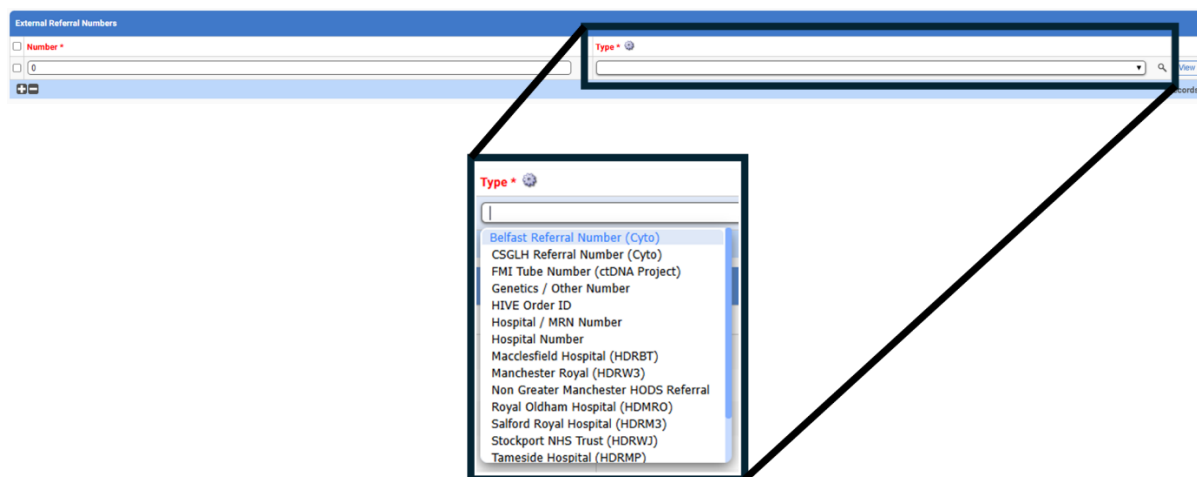 External Referral Numbers
Number *
Type *
0
View
cords
Type *
Belfast Referral Number (Cyto)
CSGLH Referral Number (Cyto)
FMI Tube Number (ctDNA Project)
Genetics / Other Number
HIVE Order ID
Hospital / MRN Number
Hospital Number
Macclesfield Hospital (HDRBT)
Manchester Royal (HDRW3)
Non Greater Manchester HODS Referral
Royal Oldham Hospital (HDMRO)
Salford Royal Hospital (HDRM3)
Stockport NHS Trust (HDRWJ)
Tameside Hospital (HDRMP)